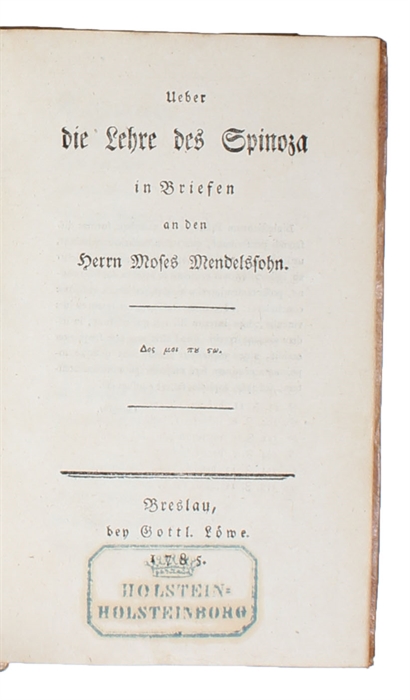 Ueber
die Lehre des Spinoza
in Briefen
an den
Herrn Moses Mendelssohn.
Δος μοι που στω.
Breslau,
bey Gottl. Löwe.
1785.
HOLSTEIN=
HOLSTEINBORG